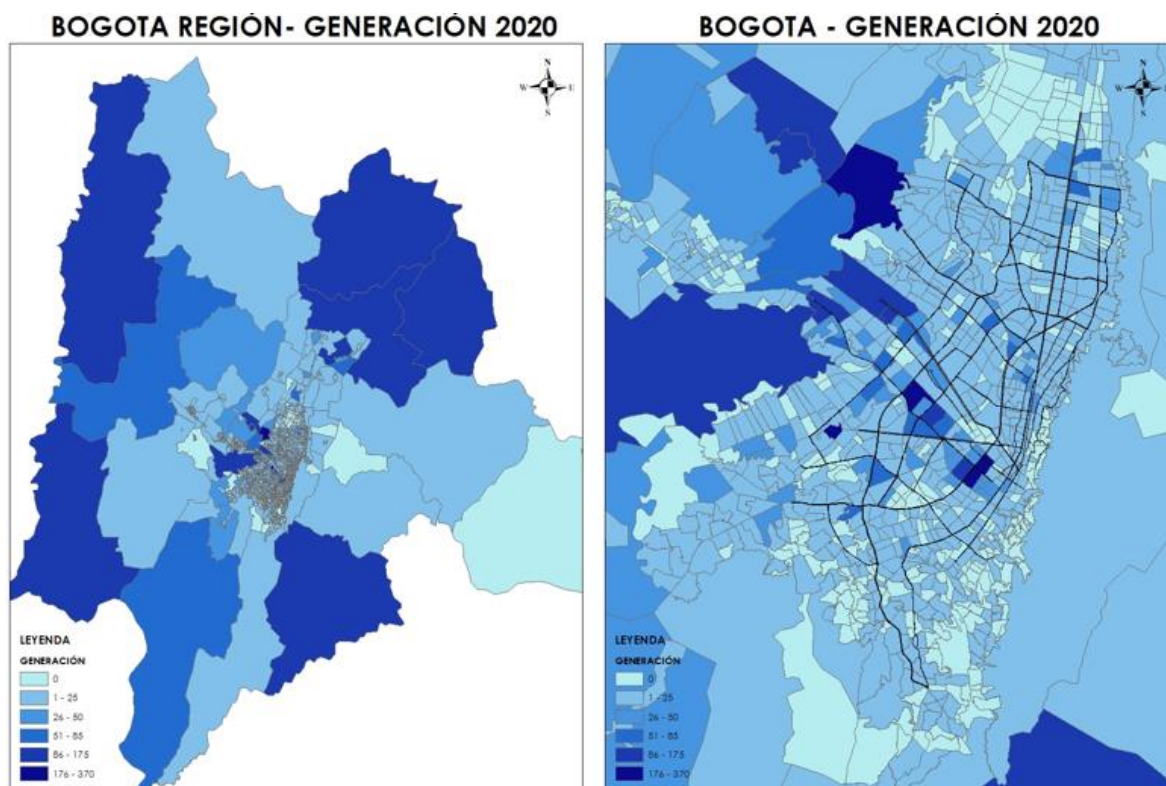 BOGOTA REGIÓN- GENERACIÓN 2020
N
W E
S
LEYENDA
GENERACIÓN
0
1 - 25
26 - 50
51 - 85
86 - 175
176 - 370
BOGOTA - GENERACIÓN 2020
N
W E
S
LEYENDA
GENERACIÓN
0
1 - 25
26 - 50
51 - 85
86 - 175
176 - 370